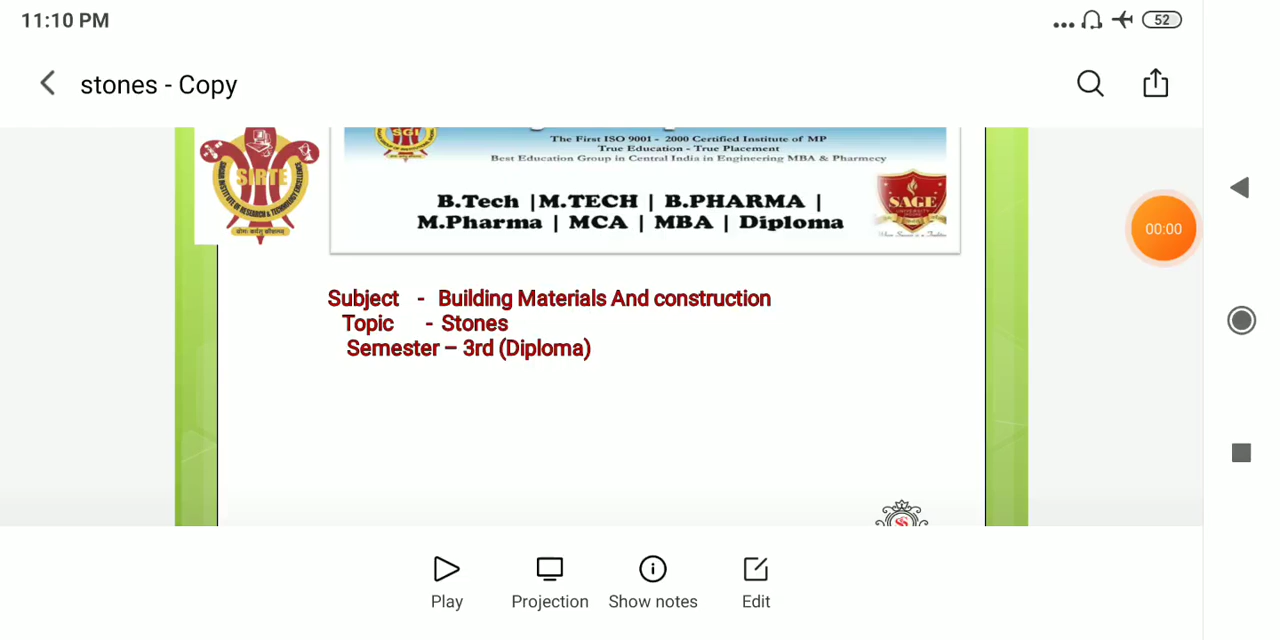 11:10 PM
52
stones - Copy
SGI
The First ISO 9001 - 2000 Certified Institute of MP
True Education - True Placement
Best Education Group in Central India in Engineering MBA & Pharmecy
SIRTE
B.Tech |M.TECH | B.PHARMA |
M.Pharma | MCA | MBA | Diploma
SAGE
00:00
Subject - Building Materials And construction
Topic - Stones
Semester – 3rd (Diploma)
Play
Projection
Show notes
Edit